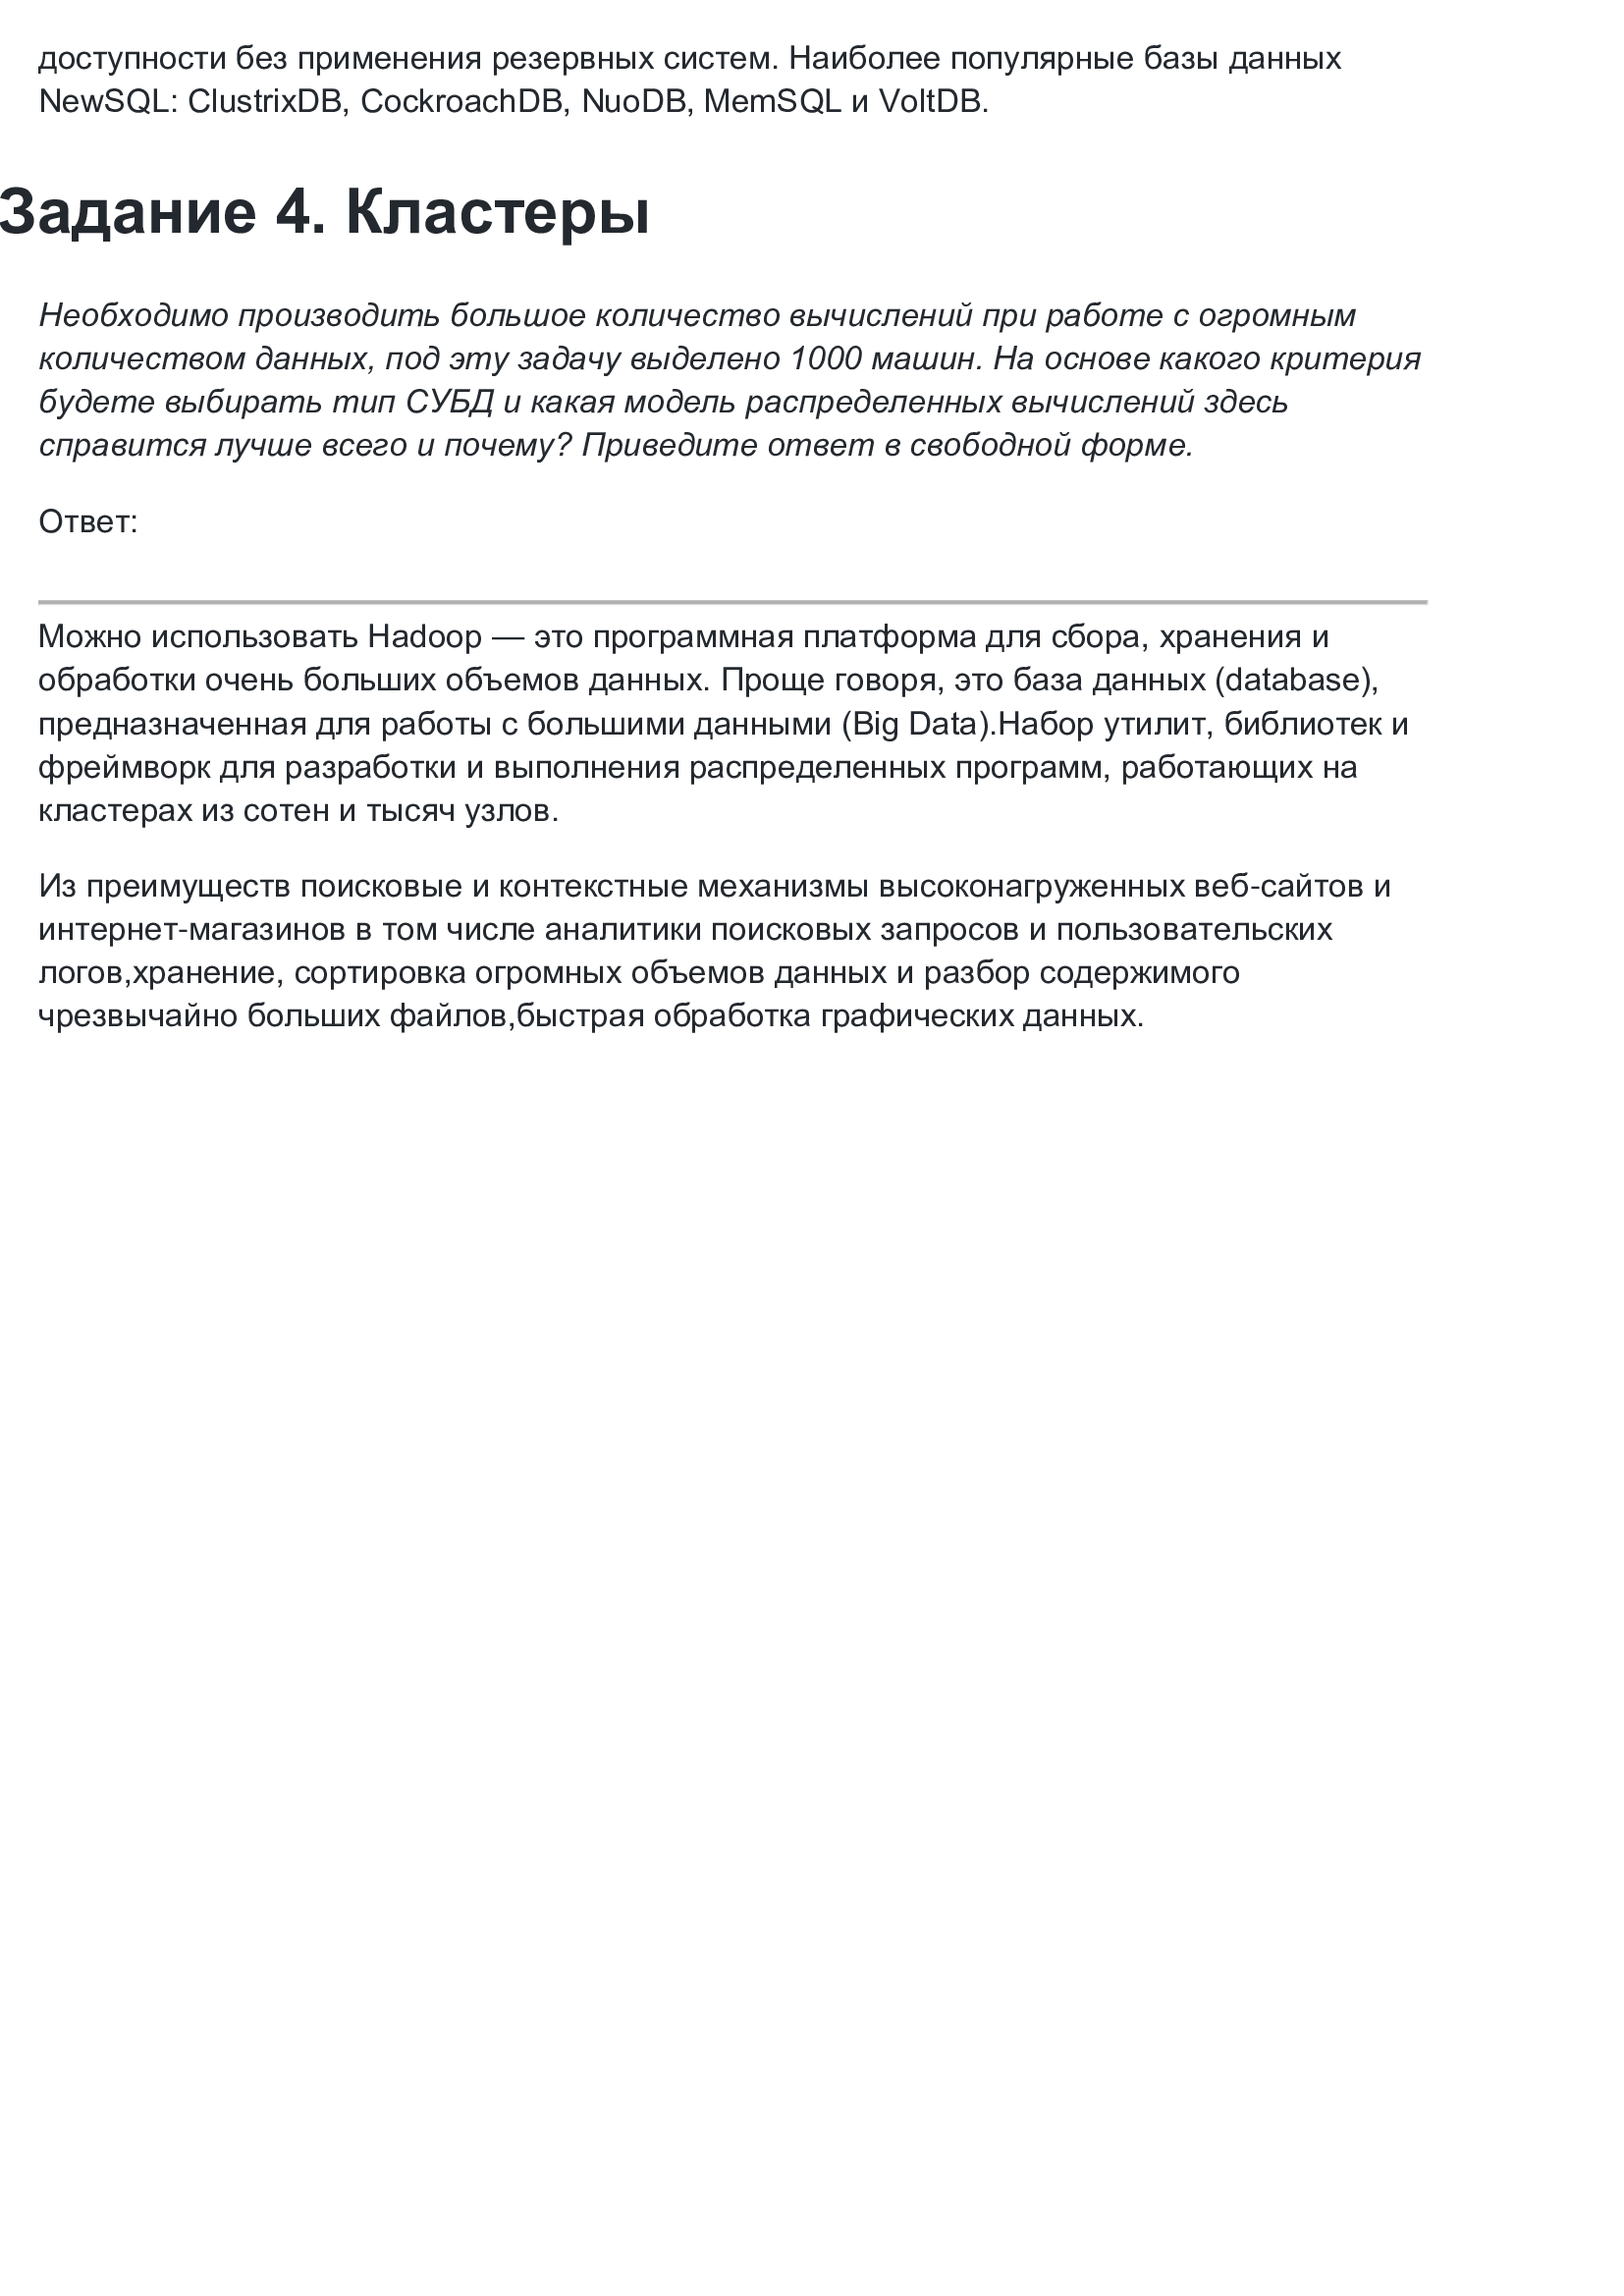 доступности без применения резервных систем. Наиболее популярные базы данных
NewSQL: ClustrixDB, CockroachDB, NuoDB, MemSQL и VoltDB.
Задание 4. Кластеры
Необходимо производить большое количество вычислений при работе с огромным
количеством данных, под эту задачу выделено 1000 машин. На основе какого критерия
будете выбирать тип СУБД и какая модель распределенных вычислений здесь
справится лучше всего и почему? Приведите ответ в свободной форме.
Ответ:
Можно использовать Hadoop — это программная платформа для сбора, хранения и
обработки очень больших объемов данных. Проще говоря, это база данных (database),
предназначенная для работы с большими данными (Big Data).Набор утилит, библиотек и
фреймворк для разработки и выполнения распределенных программ, работающих на
кластерах из сотен и тысяч узлов.
Из преимуществ поисковые и контекстные механизмы высоконагруженных веб-сайтов и
интернет-магазинов в том числе аналитики поисковых запросов и пользовательских
логов,хранение, сортировка огромных объемов данных и разбор содержимого
чрезвычайно больших файлов,быстрая обработка графических данных.